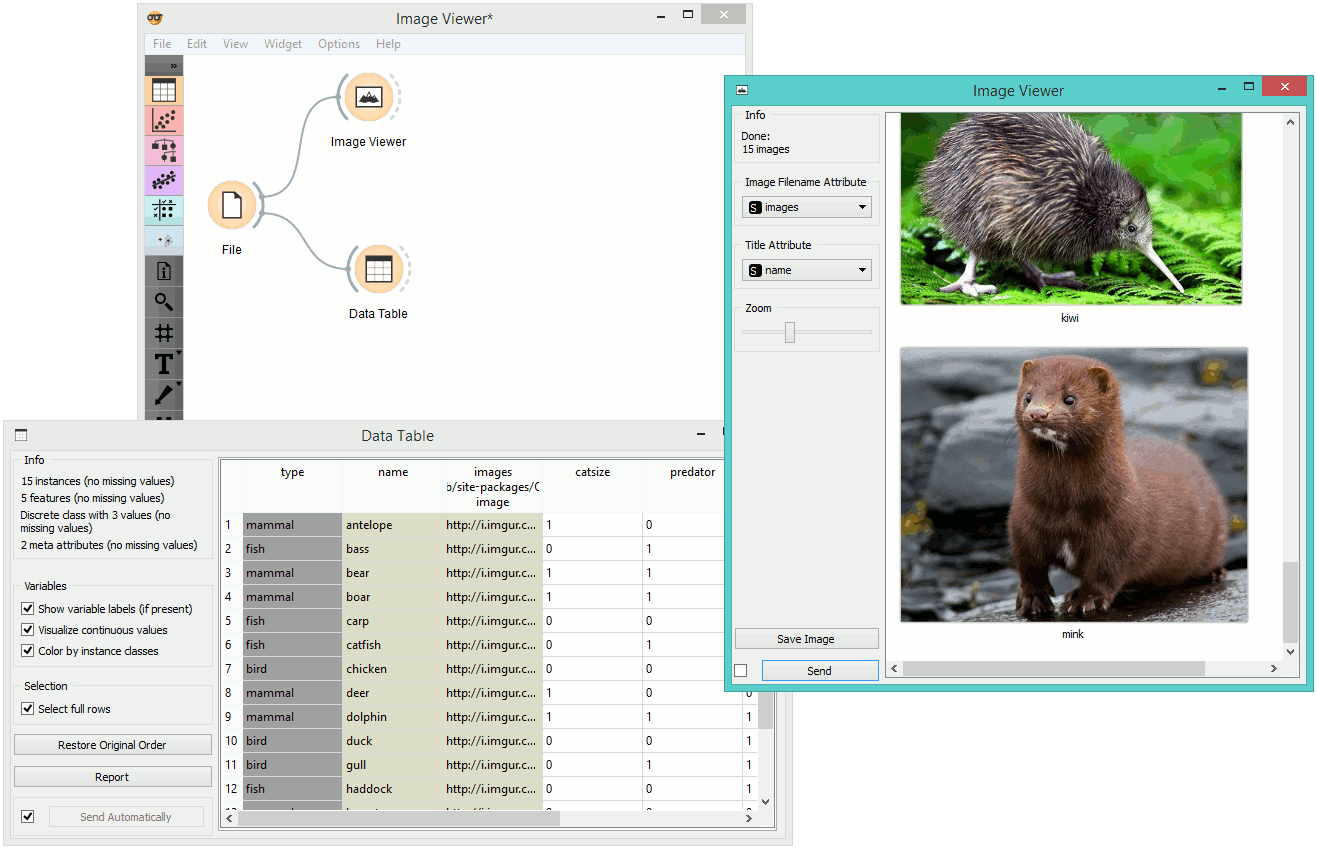 Image Viewer*
File Edit View Widget Options Help
»
Image Viewer
File
Data Table
T
Image Viewer
Info
Done:
15 images
Image Filename Attribute
S images
Title Attribute
S name
Zoom
Save Image
Send
kiwi
mink
Data Table
Info
15 instances (no missing values)
5 features (no missing values)
Discrete class with 3 values (no
missing values)
2 meta attributes (no missing values)
Variables
Show variable labels (if present)
Visualize continuous values
Color by instance classes
Selection
Select full rows
Restore Original Order
Report
Send Automatically
type name images catsize predator
b/site-packages/
image
1 mammal antelope http://i.imgur.c... 1 0
2 fish bass http://i.imgur.c... 0 1
3 mammal bear http://i.imgur.c... 1 1
4 mammal boar http://i.imgur.c... 1 1
5 fish carp http://i.imgur.c... 0 0
6 fish catfish http://i.imgur.c... 0 1
7 bird chicken http://i.imgur.c... 0 0
8 mammal deer http://i.imgur.c... 1 0 0
9 mammal dolphin http://i.imgur.c... 1 1 1
10 bird duck http://i.imgur.c... 0 0 1
11 bird gull http://i.imgur.c... 0 1 1
12 fish haddock http://i.imgur.c... 0 0 1